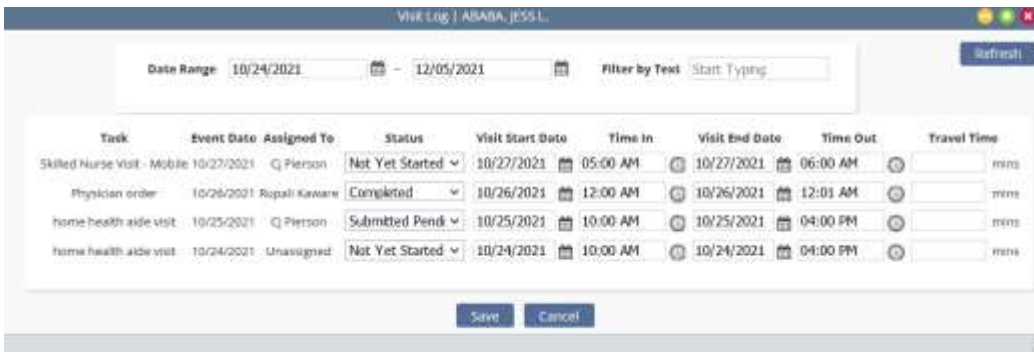 Visit Log | ABABA, JESS L.
Refresh
Date Range 10/24/2021 - 12/05/2021 Filter by Text Start Typing
Task Event Date Assigned To Status Visit Start Date Time In Visit End Date Time Out Travel Time
Skilled Nurse Visit - Mobile 10/27/2021 CJ Pierson Not Yet Started 10/27/2021 05:00 AM 10/27/2021 06:00 AM mins
Physician order 10/26/2021 Rupali Kaware Completed 10/26/2021 12:00 AM 10/26/2021 12:01 AM mins
home health aide visit 10/25/2021 CJ Pierson Submitted Pendi 10/25/2021 10:00 AM 10/25/2021 04:00 PM mins
home health aide visit 10/24/2021 Unassigned Not Yet Started 10/24/2021 10:00 AM 10/24/2021 04:00 PM mins
Save Cancel